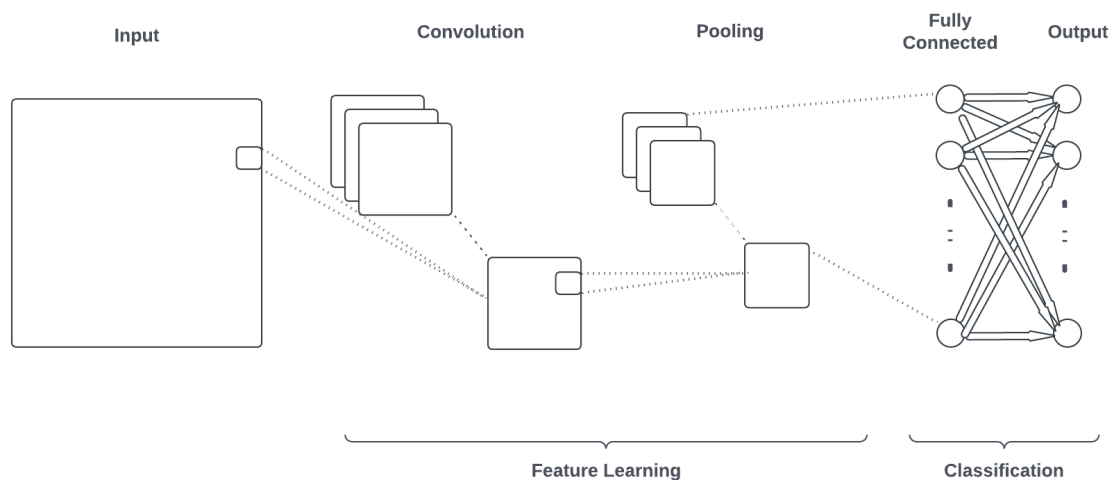 Input
Convolution
Pooling
Fully
Connected
Output
Feature Learning
Classification